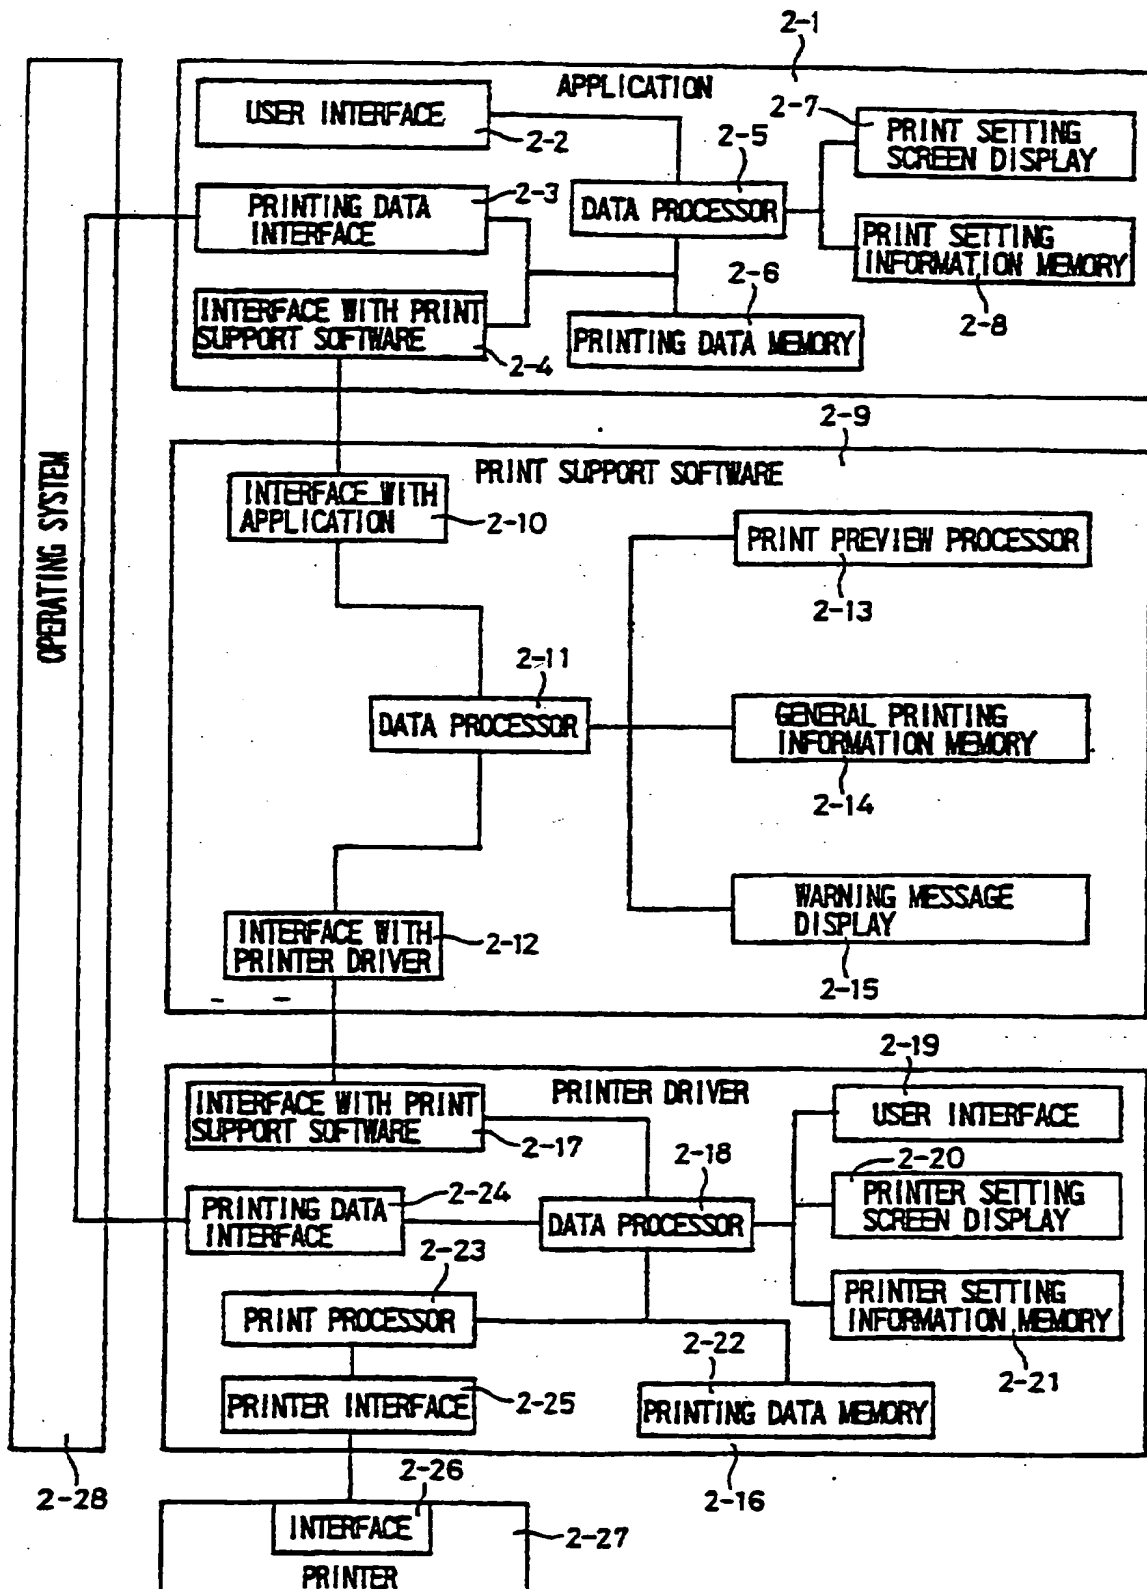 2-1
APPLICATION
USER INTERFACE
2-2
2-7
PRINT SETTING
SCREEN DISPLAY
2-5
2-3
PRINTING DATA
INTERFACE
DATA PROCESSOR
PRINT SETTING
INFORMATION MEMORY
2-8
2-6
INTERFACE WITH PRINT
SUPPORT SOFTWARE
2-4
PRINTING DATA MEMORY
OPERATING SYSTEM
2-9
PRINT SUPPORT SOFTWARE
INTERFACE WITH
APPLICATION
2-10
PRINT PREVIEW PROCESSOR
2-13
2-11
DATA PROCESSOR
GENERAL PRINTING
INFORMATION MEMORY
2-14
WARNING MESSAGE
DISPLAY
2-15
INTERFACE WITH
PRINTER DRIVER
2-12
2-19
PRINTER DRIVER
INTERFACE WITH PRINT
SUPPORT SOFTWARE
2-17
USER INTERFACE
2-18
2-20
PRINTER SETTING
SCREEN DISPLAY
2-24
PRINTING DATA
INTERFACE
DATA PROCESSOR
2-23
PRINT PROCESSOR
PRINTER SETTING
INFORMATION MEMORY
2-21
2-22
PRINTING DATA MEMORY
PRINTER INTERFACE
2-25
2-26
2-16
2-28
INTERFACE
2-27
PRINTER